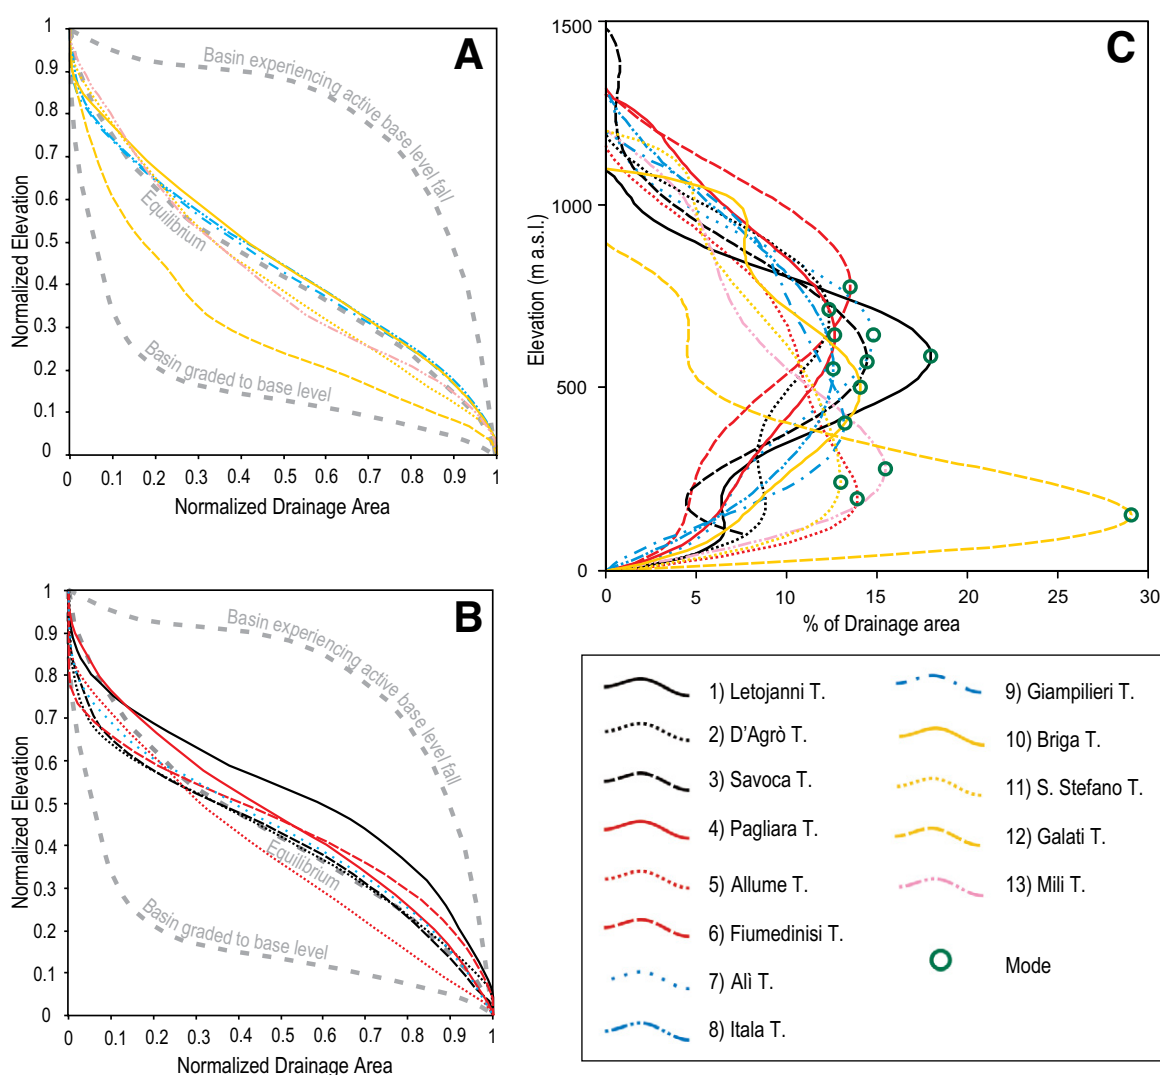 A
Normalized Elevation
1
0.9
0.8
0.7
0.6
0.5
0.4
0.3
0.2
0.1
0
Basin experiencing active base level fall
Equilibrium
Basin graded to base level
0 0.1 0.2 0.3 0.4 0.5 0.6 0.7 0.8 0.9 1
Normalized Drainage Area
B
Normalized Elevation
1
0.9
0.8
0.7
0.6
0.5
0.4
0.3
0.2
0.1
0
Basin experiencing active base level fall
Equilibrium
Basin graded to base level
0 0.1 0.2 0.3 0.4 0.5 0.6 0.7 0.8 0.9 1
Normalized Drainage Area
C
Elevation (m a.s.l.)
1500
1000
500
0
0 5 10 15 20 25 30
% of Drainage area
1) Letojanni T.
2) D'Agrò T.
3) Savoca T.
4) Pagliara T.
5) Allume T.
6) Fiumedinisi T.
7) Alì T.
8) Itala T.
9) Giampilieri T.
10) Briga T.
11) S. Stefano T.
12) Galati T.
13) Mili T.
Mode